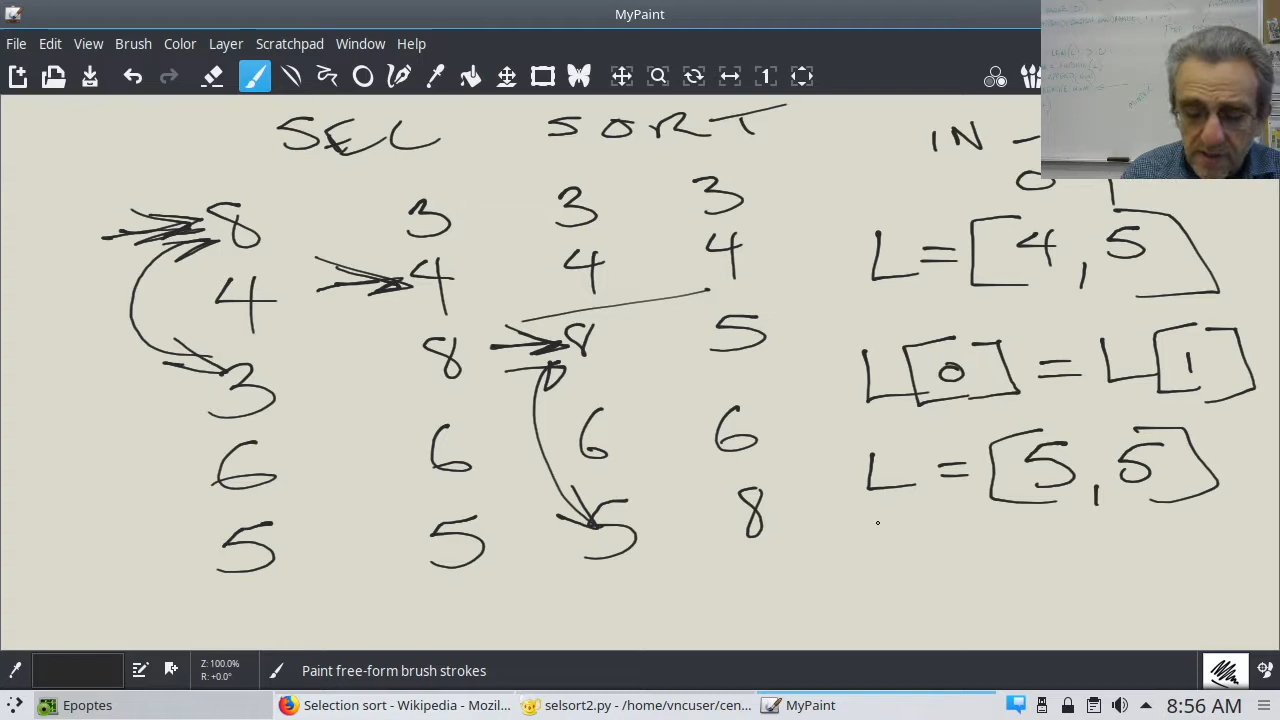 MyPaint
File Edit View Brush Color Layer Scratchpad Window Help
SEL SORT
IN -
8 3 3 3
4 4 4 4
3 8 8 5
6 6 6 6
5 5 5 8
0 1
L = [4, 5]
L[0] = L[1]
L = [5, 5]
Z: 100.0%
R: +0.0°
Paint free-form brush strokes
Epoptes
Selection sort - Wikipedia - Mozil...
selsort2.py - /home/vncuser/cen...
MyPaint
8:56 AM